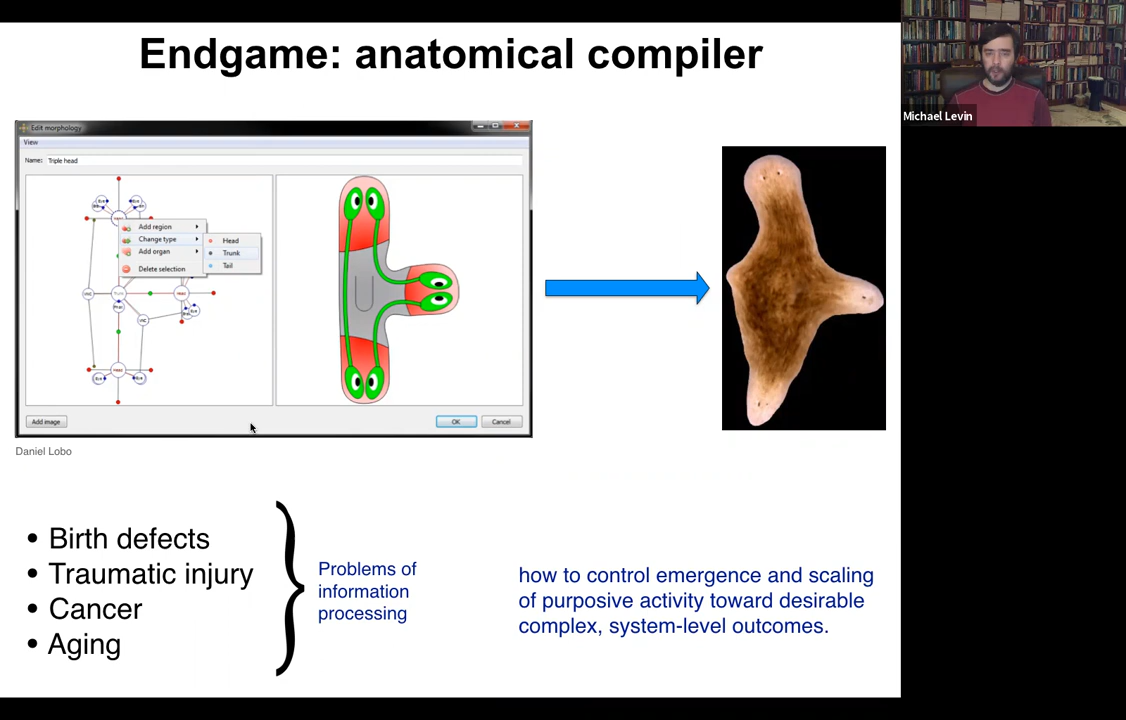 Endgame: anatomical compiler
Michael Levin
Edit morphology
View
Name: Triple head
Add region
Change type
Add organ
Delete selection
Head
Trunk
Tail
Add image
OK
Cancel
Daniel Lobo
• Birth defects
• Traumatic injury
• Cancer
• Aging
Problems of
information
processing
how to control emergence and scaling
of purposive activity toward desirable
complex, system-level outcomes.